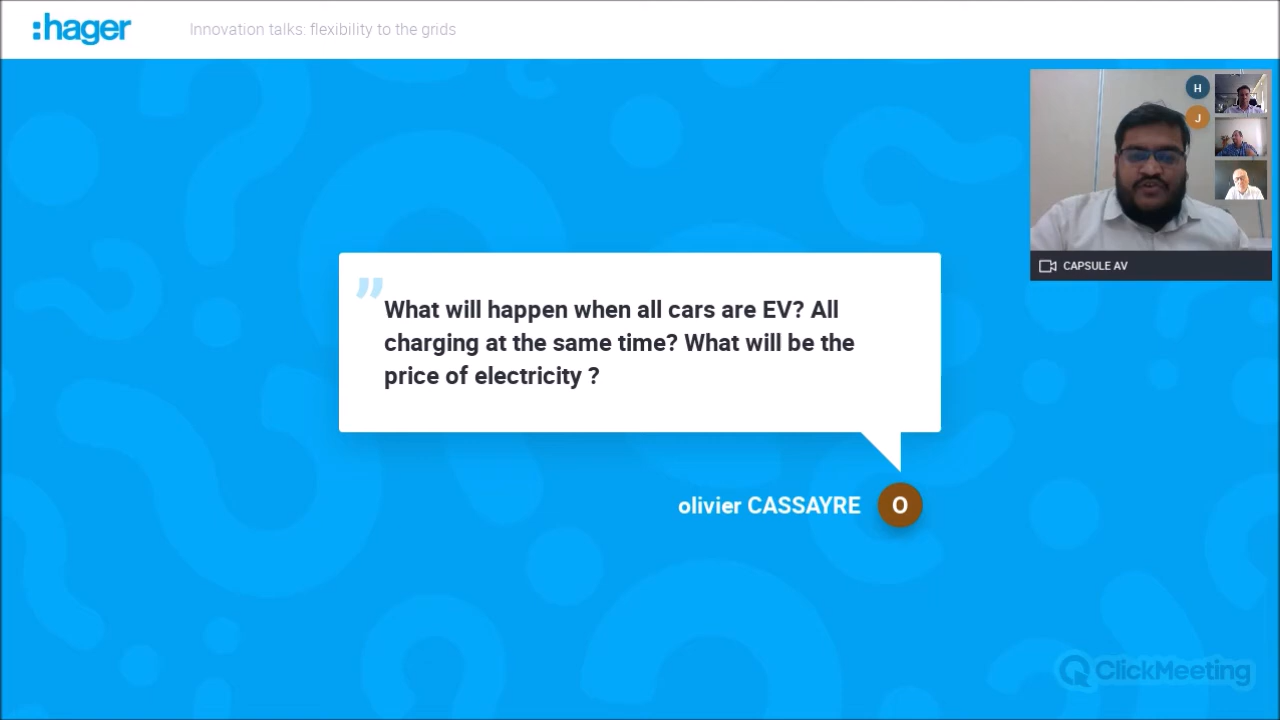 :hager
Innovation talks: flexibility to the grids
H
J
CAPSULE AV
" What will happen when all cars are EV? All
charging at the same time? What will be the
price of electricity ?
olivier CASSAYRE
O
ClickMeeting